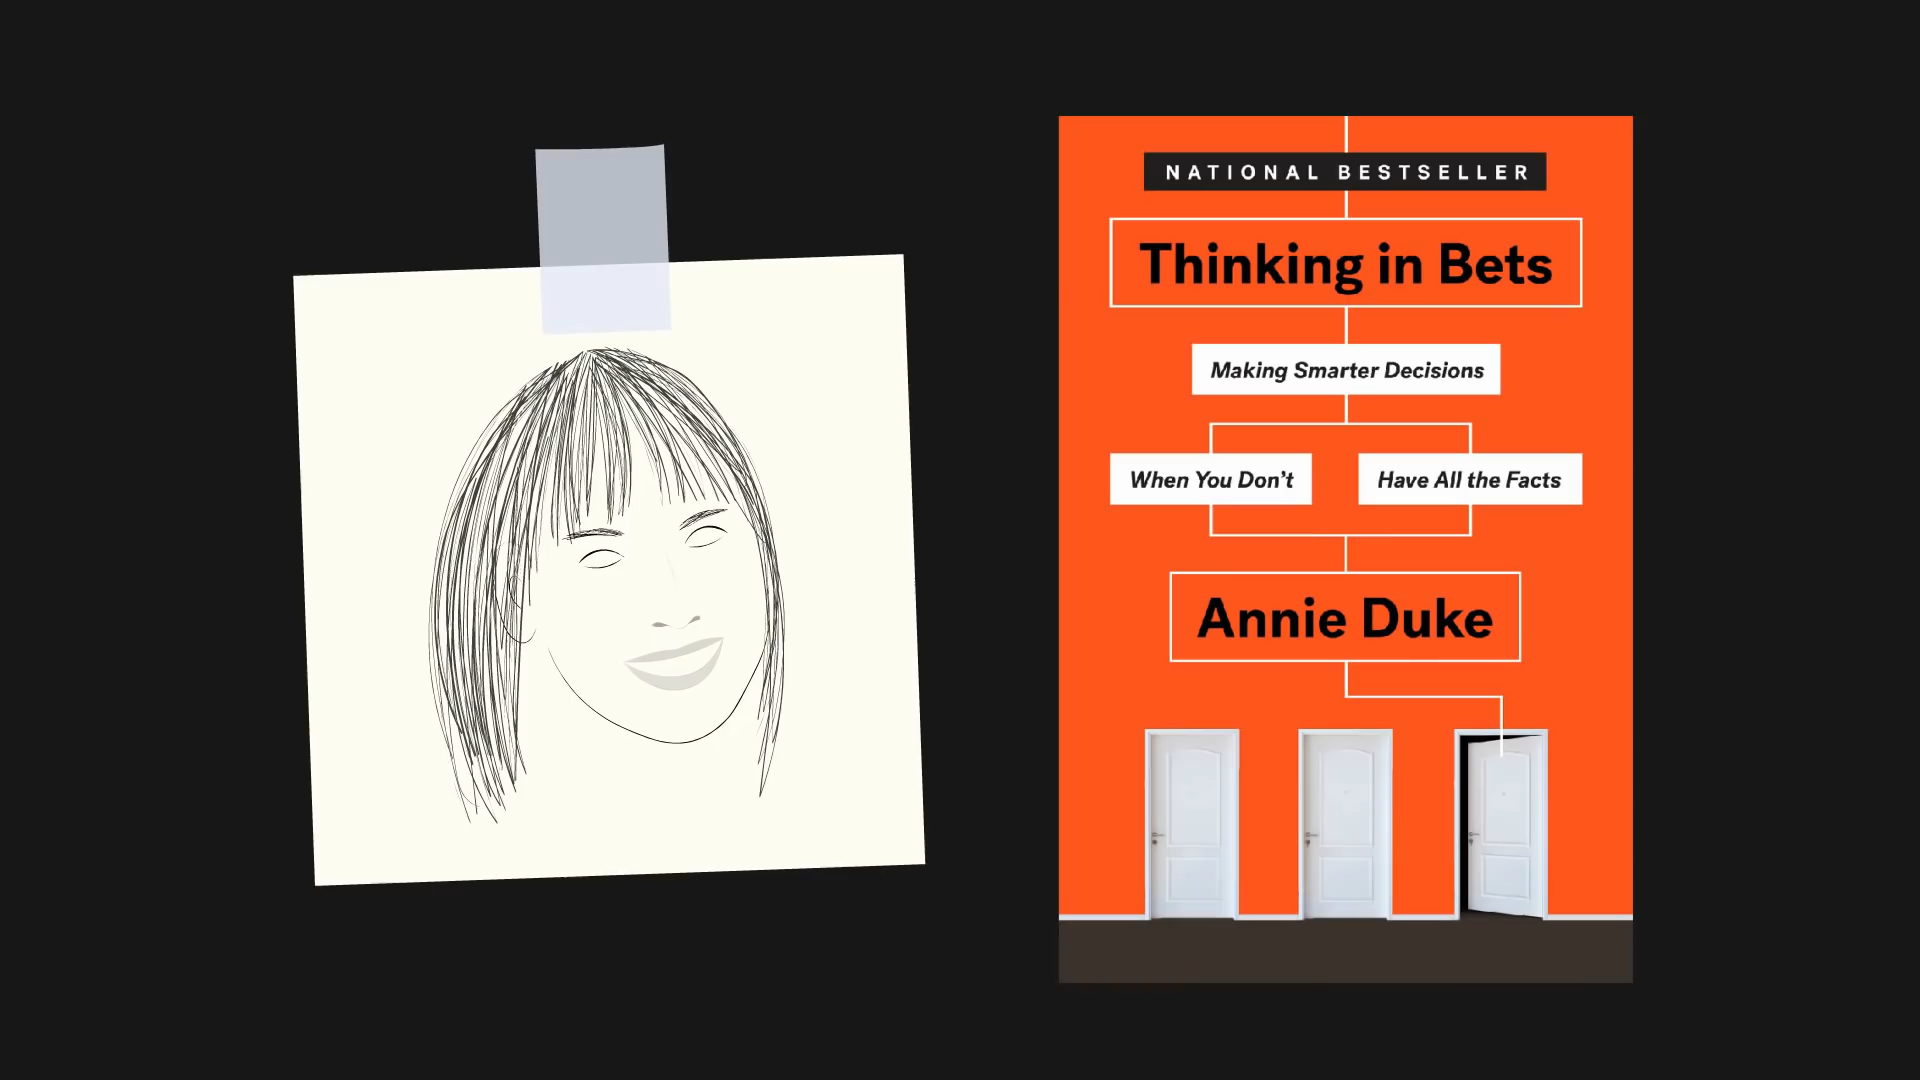 NATIONAL BESTSELLER
Thinking in Bets
Making Smarter Decisions
When You Don't
Have All the Facts
Annie Duke